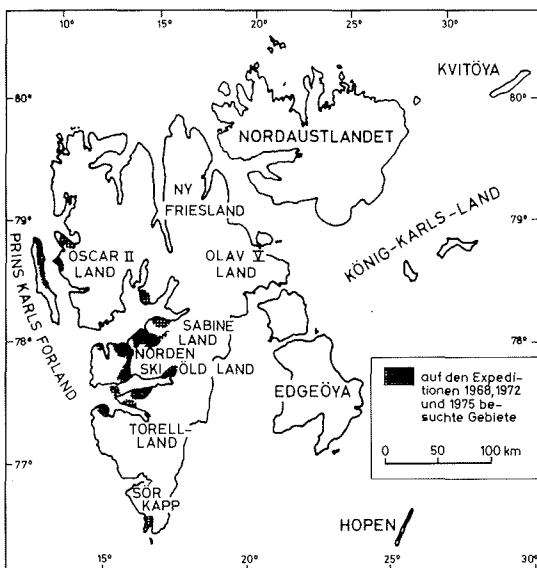 10° 15° 20° 25° 30°
KVITÖYA
80°
80°
NORDAUSTLANDET
NY
FRIESLAND
79°
79°
KÖNIG-KARLS-LAND
OSCAR II
LAND
OLAV V
LAND
PRINS KARLS FORLAND
SABINE
LAND
78°
78°
NORDEN
SKIÖLD LAND
EDGEÖYA
auf den Expedi-
tionen 1968, 1972
und 1975 be-
suchte Gebiete
0 50 100 km
TORELL-
LAND
77°
77°
SÖR
KAPP
HOPEN
15° 20° 25° 30°